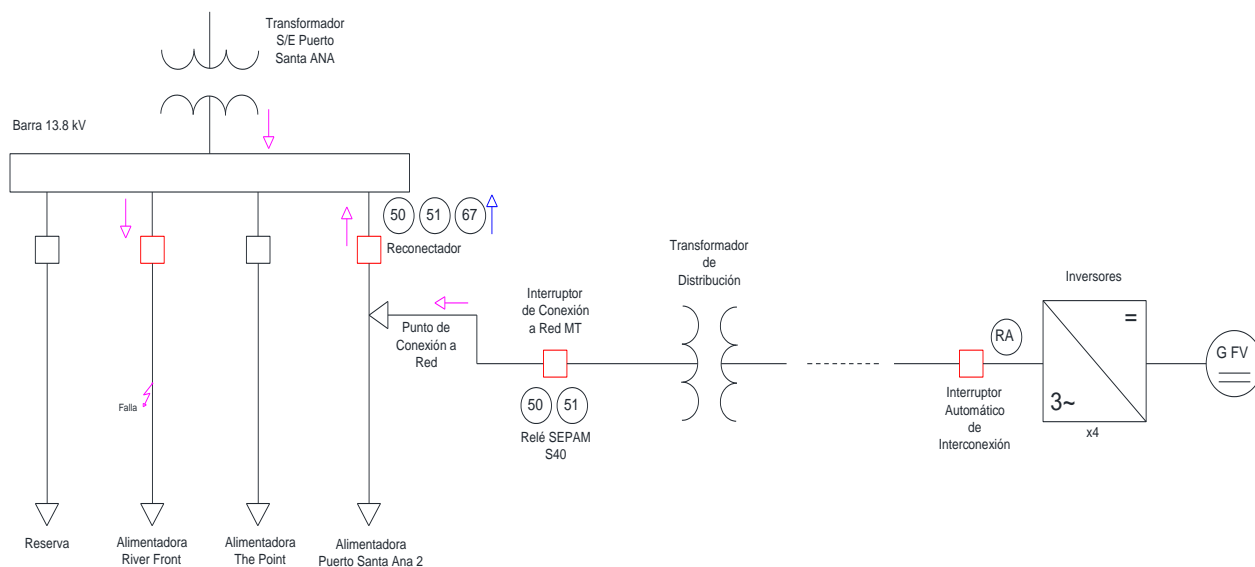 Transformador
S/E Puerto
Santa ANA
Barra 13.8 kV
50
51
67
Reconectador
Transformador
de
Distribución
Inversores
Interruptor
de Conexión
a Red MT
Punto de
Conexión a
Red
RA
=
G FV
3~
x4
50
51
Relé SEPAM
S40
Interruptor
Automático
de
Interconexión
Falla
Reserva
Alimentadora
River Front
Alimentadora
The Point
Alimentadora
Puerto Santa Ana 2